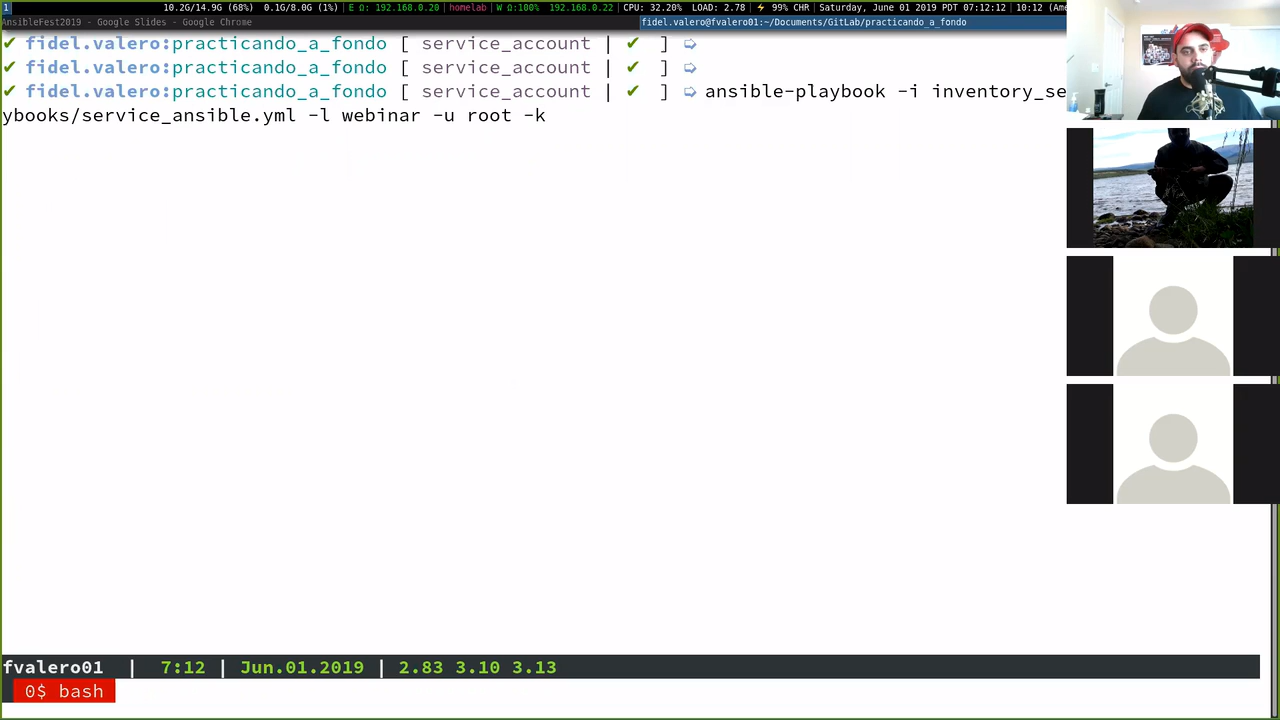 1 10.2G/14.9G (68%) 0.1G/8.0G (1%) | E Ω: 192.168.0.20 | homelab | W Ω:100% 192.168.0.22 | CPU: 32.20% LOAD: 2.78 | ⚡ 99% CHR | Saturday, June 01 2019 PDT 07:12:12 | 10:12 (Ame
AnsibleFest2019 - Google Slides - Google Chrome
fidel.valero@fvalero01:~/Documents/GitLab/practicando_a_fondo
✔ fidel.valero:practicando_a_fondo [ service_account | ✔ ] ➯
✔ fidel.valero:practicando_a_fondo [ service_account | ✔ ] ➯
✔ fidel.valero:practicando_a_fondo [ service_account | ✔ ] ➯ ansible-playbook -i inventory_se
ybooks/service_ansible.yml -l webinar -u root -k
fvalero01 | 7:12 | Jun.01.2019 | 2.83 3.10 3.13
0$ bash